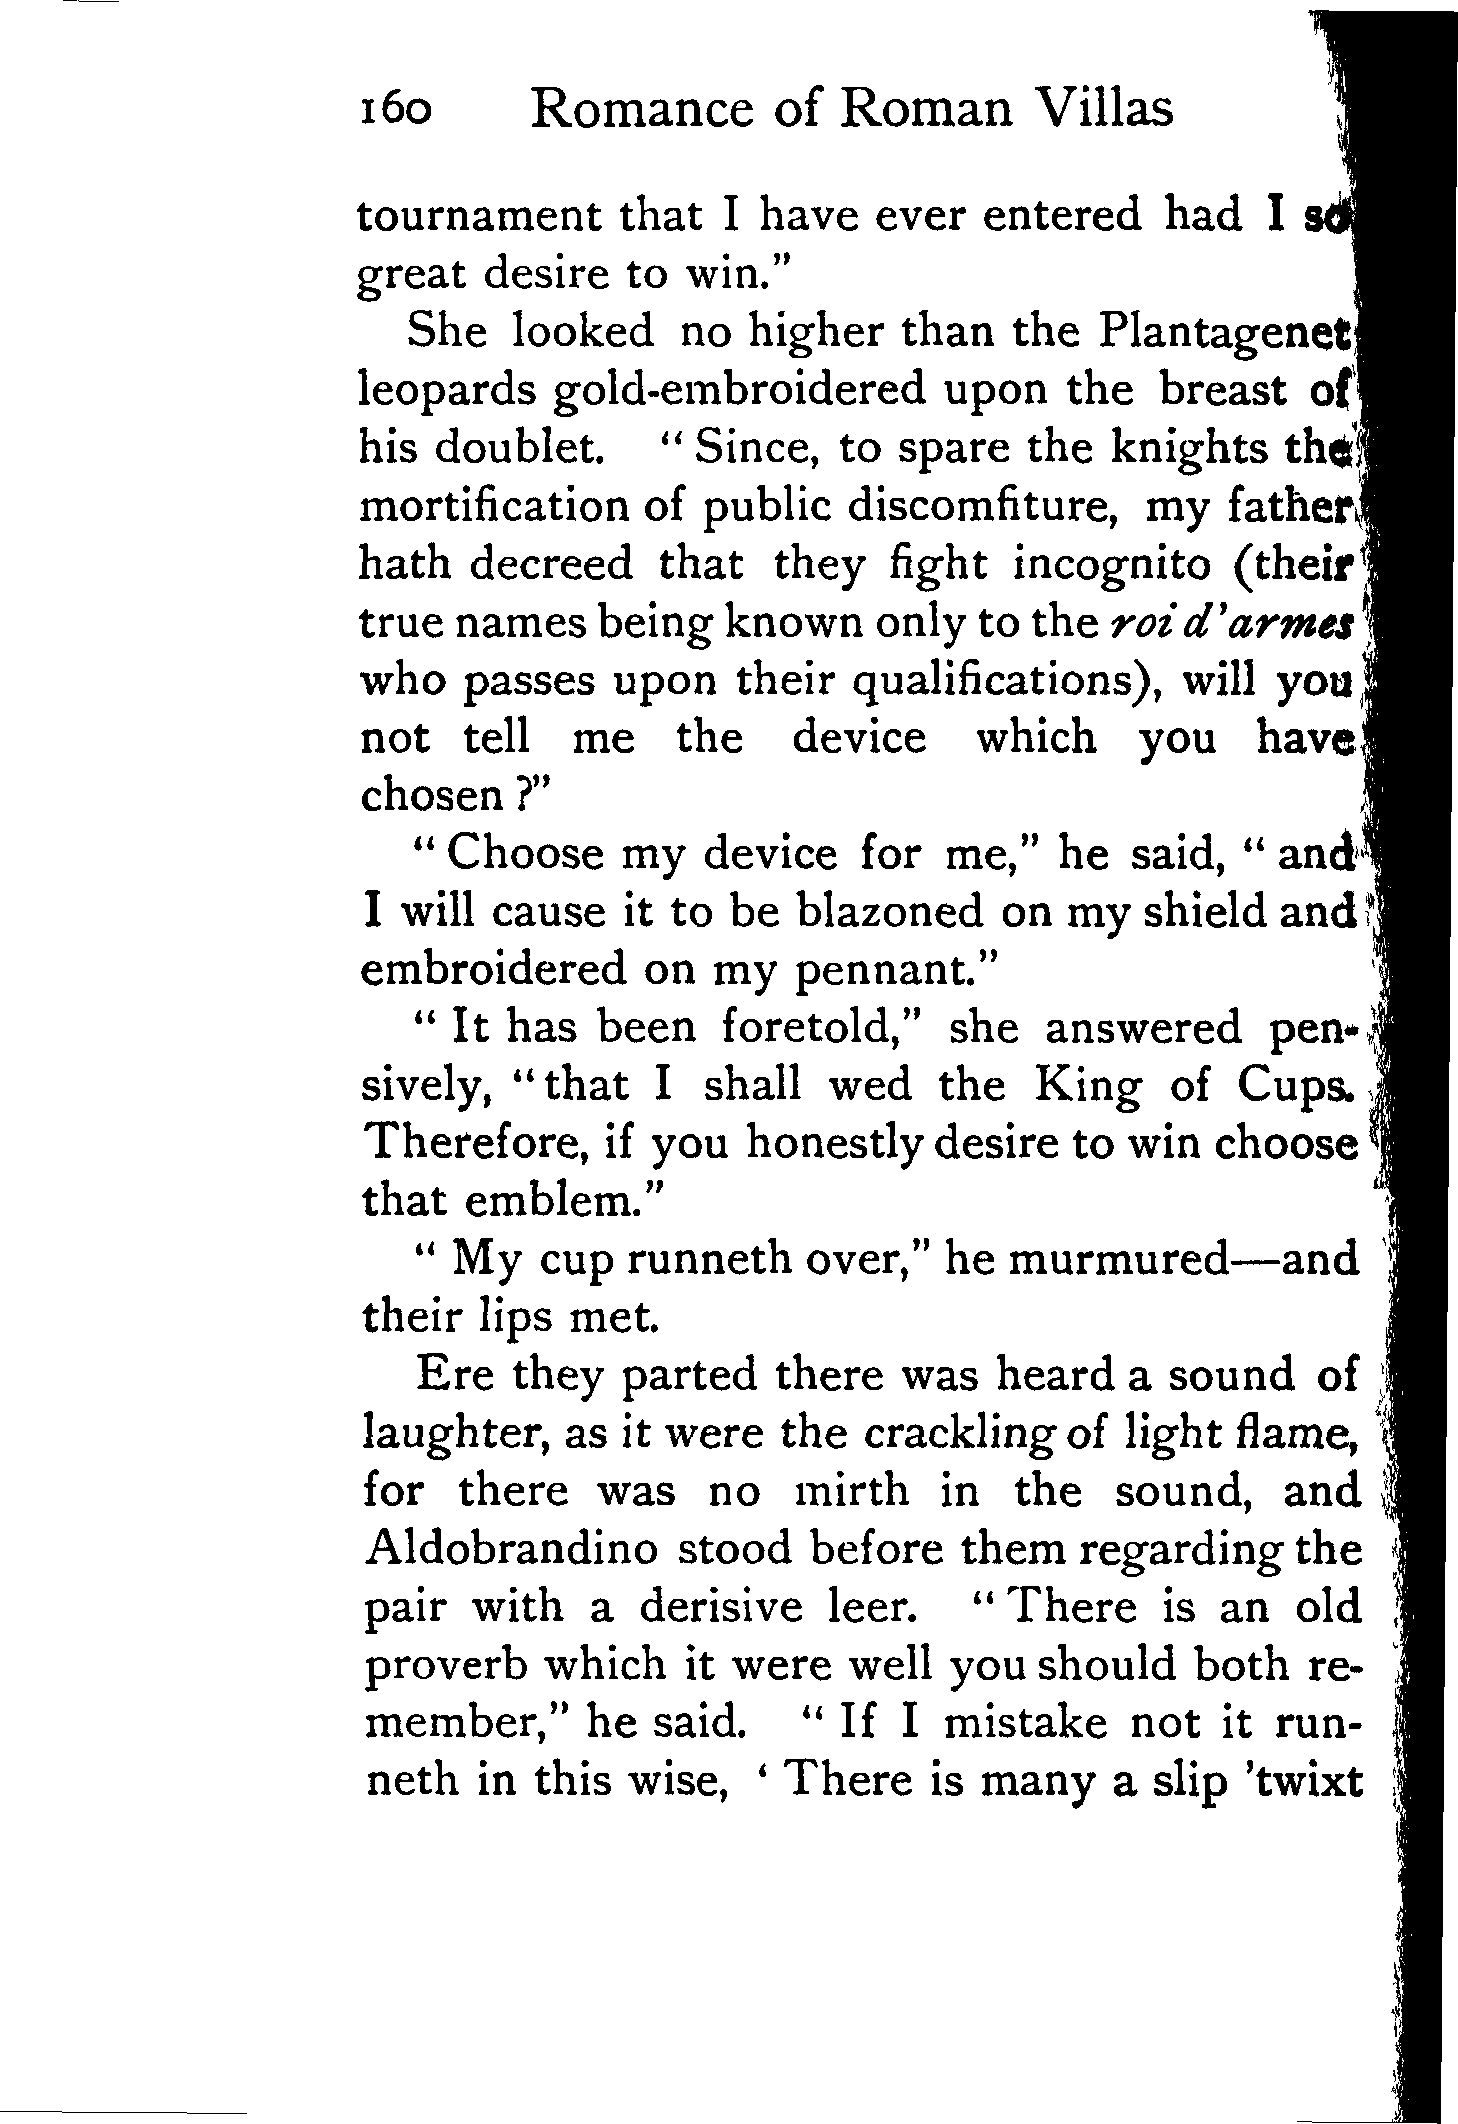 160 Romance of Roman Villas
tournament that I have ever entered had I so
great desire to win."
She looked no higher than the Plantagenet
leopards gold-embroidered upon the breast of
his doublet. "Since, to spare the knights the
mortification of public discomfiture, my father
hath decreed that they fight incognito (their
true names being known only to the roi d'armes
who passes upon their qualifications), will you
not tell me the device which you have
chosen?"
"Choose my device for me," he said, "and
I will cause it to be blazoned on my shield and
embroidered on my pennant."
"It has been foretold," she answered pen-
sively, "that I shall wed the King of Cups.
Therefore, if you honestly desire to win choose
that emblem."
"My cup runneth over," he murmured—and
their lips met.
Ere they parted there was heard a sound of
laughter, as it were the crackling of light flame,
for there was no mirth in the sound, and
Aldobrandino stood before them regarding the
pair with a derisive leer. "There is an old
proverb which it were well you should both re-
member," he said. "If I mistake not it run-
neth in this wise, 'There is many a slip 'twixt